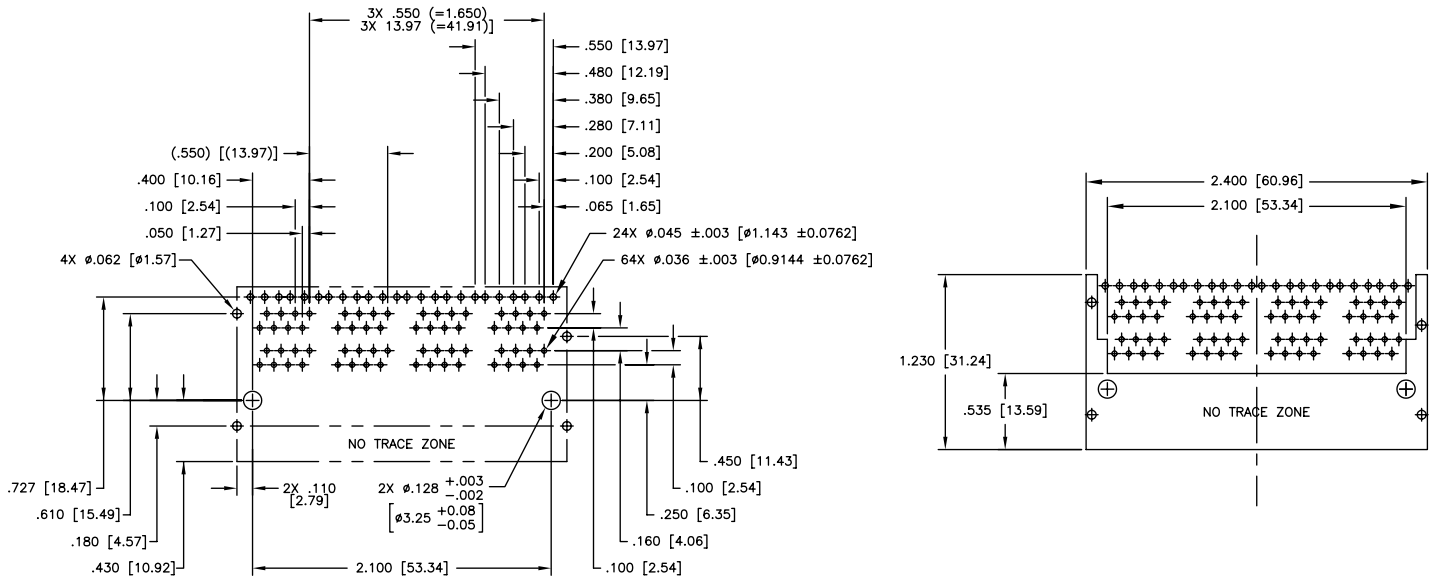 3X .550 (=1.650)
3X 13.97 (=41.91)]
.550 [13.97]
.480 [12.19]
.380 [9.65]
.280 [7.11]
(.550) [(13.97)]
.200 [5.08]
.400 [10.16]
.100 [2.54]
.100 [2.54]
.065 [1.65]
.050 [1.27]
24X ø.045 ±.003 [ø1.143 ±0.0762]
4X ø.062 [ø1.57]
64X ø.036 ±.003 [ø0.9144 ±0.0762]
NO TRACE ZONE
.450 [11.43]
.727 [18.47]
2X .110
[2.79]
2X ø.128 +.003
-.002
[ø3.25 +0.08
-0.05]
.100 [2.54]
.610 [15.49]
.250 [6.35]
.180 [4.57]
.160 [4.06]
.430 [10.92]
2.100 [53.34]
.100 [2.54]
2.400 [60.96]
2.100 [53.34]
1.230 [31.24]
.535 [13.59]
NO TRACE ZONE